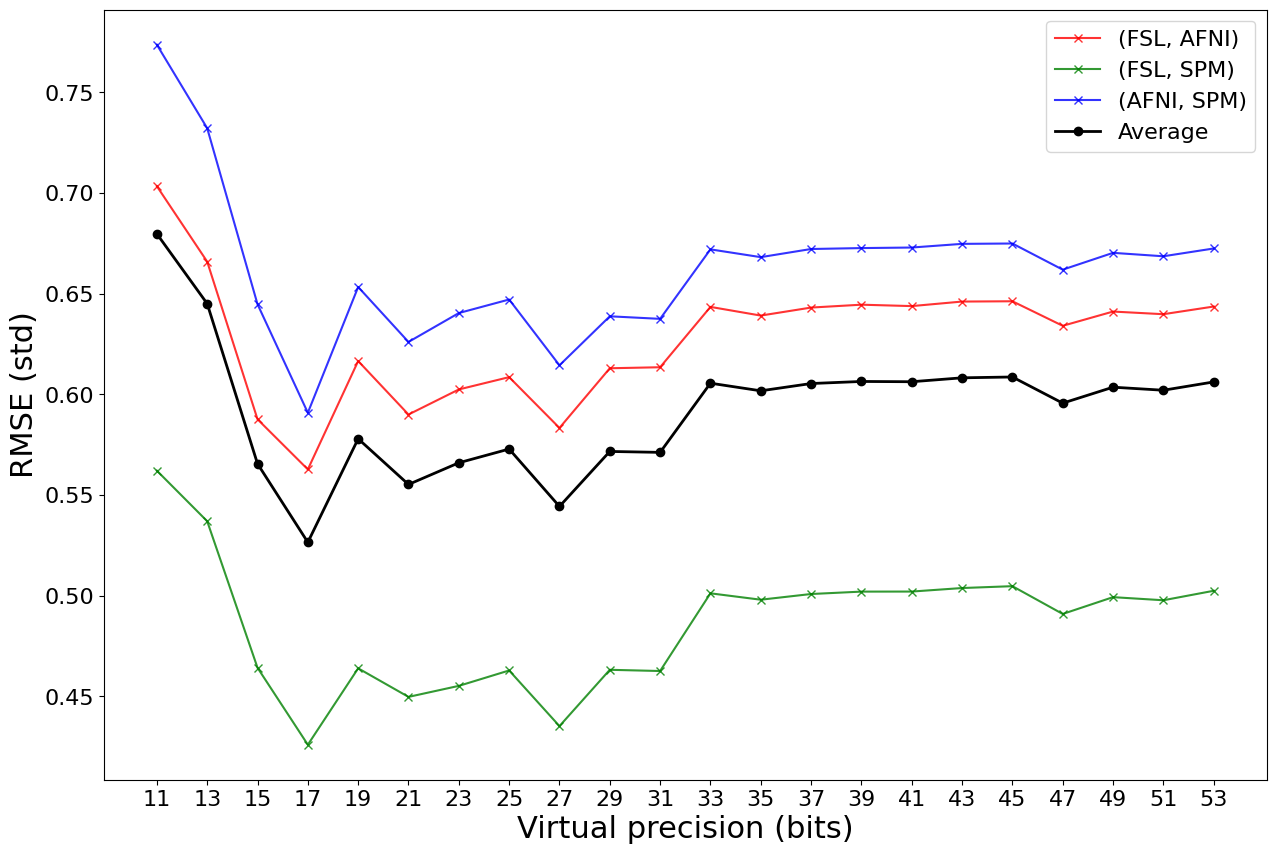 (FSL, AFNI)
(FSL, SPM)
(AFNI, SPM)
Average
RMSE (std)
0.75
0.70
0.65
0.60
0.55
0.50
0.45
11 13 15 17 19 21 23 25 27 29 31 33 35 37 39 41 43 45 47 49 51 53
Virtual precision (bits)